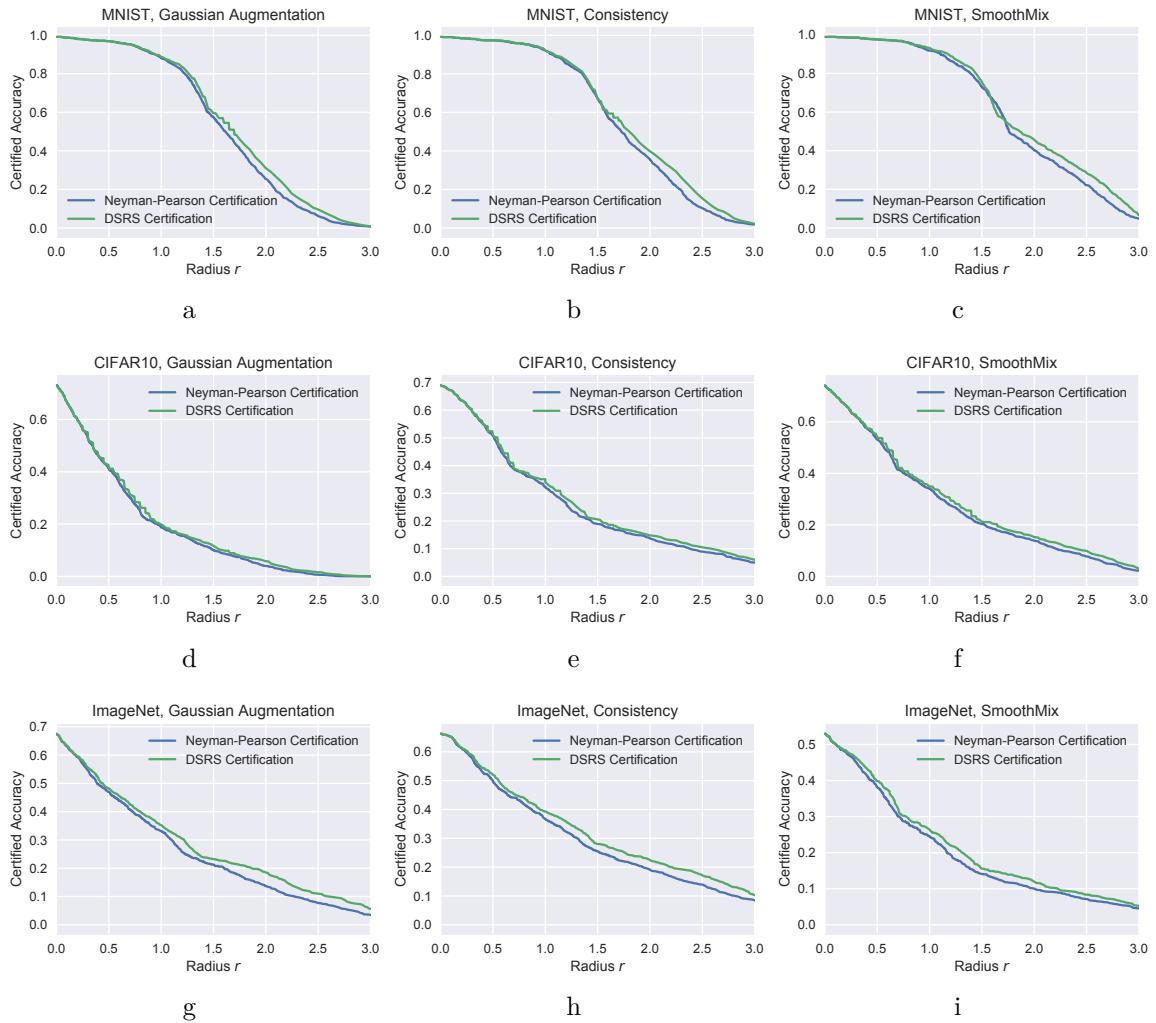 MNIST, Gaussian Augmentation
1.0
0.8
0.6
0.4
0.2
0.0
Certified Accuracy
Neyman-Pearson Certification
DSRS Certification
0.0 0.5 1.0 1.5 2.0 2.5 3.0
Radius r
a
MNIST, Consistency
1.0
0.8
0.6
0.4
0.2
0.0
Certified Accuracy
Neyman-Pearson Certification
DSRS Certification
0.0 0.5 1.0 1.5 2.0 2.5 3.0
Radius r
b
MNIST, SmoothMix
1.0
0.8
0.6
0.4
0.2
0.0
Certified Accuracy
Neyman-Pearson Certification
DSRS Certification
0.0 0.5 1.0 1.5 2.0 2.5 3.0
Radius r
c
CIFAR10, Gaussian Augmentation
0.6
0.4
0.2
0.0
Certified Accuracy
Neyman-Pearson Certification
DSRS Certification
0.0 0.5 1.0 1.5 2.0 2.5 3.0
Radius r
d
CIFAR10, Consistency
0.7
0.6
0.5
0.4
0.3
0.2
0.1
0.0
Certified Accuracy
Neyman-Pearson Certification
DSRS Certification
0.0 0.5 1.0 1.5 2.0 2.5 3.0
Radius r
e
CIFAR10, SmoothMix
0.6
0.4
0.2
0.0
Certified Accuracy
Neyman-Pearson Certification
DSRS Certification
0.0 0.5 1.0 1.5 2.0 2.5 3.0
Radius r
f
ImageNet, Gaussian Augmentation
0.7
0.6
0.5
0.4
0.3
0.2
0.1
0.0
Certified Accuracy
Neyman-Pearson Certification
DSRS Certification
0.0 0.5 1.0 1.5 2.0 2.5 3.0
Radius r
g
ImageNet, Consistency
0.6
0.5
0.4
0.3
0.2
0.1
0.0
Certified Accuracy
Neyman-Pearson Certification
DSRS Certification
0.0 0.5 1.0 1.5 2.0 2.5 3.0
Radius r
h
ImageNet, SmoothMix
0.5
0.4
0.3
0.2
0.1
0.0
Certified Accuracy
Neyman-Pearson Certification
DSRS Certification
0.0 0.5 1.0 1.5 2.0 2.5 3.0
Radius r
i